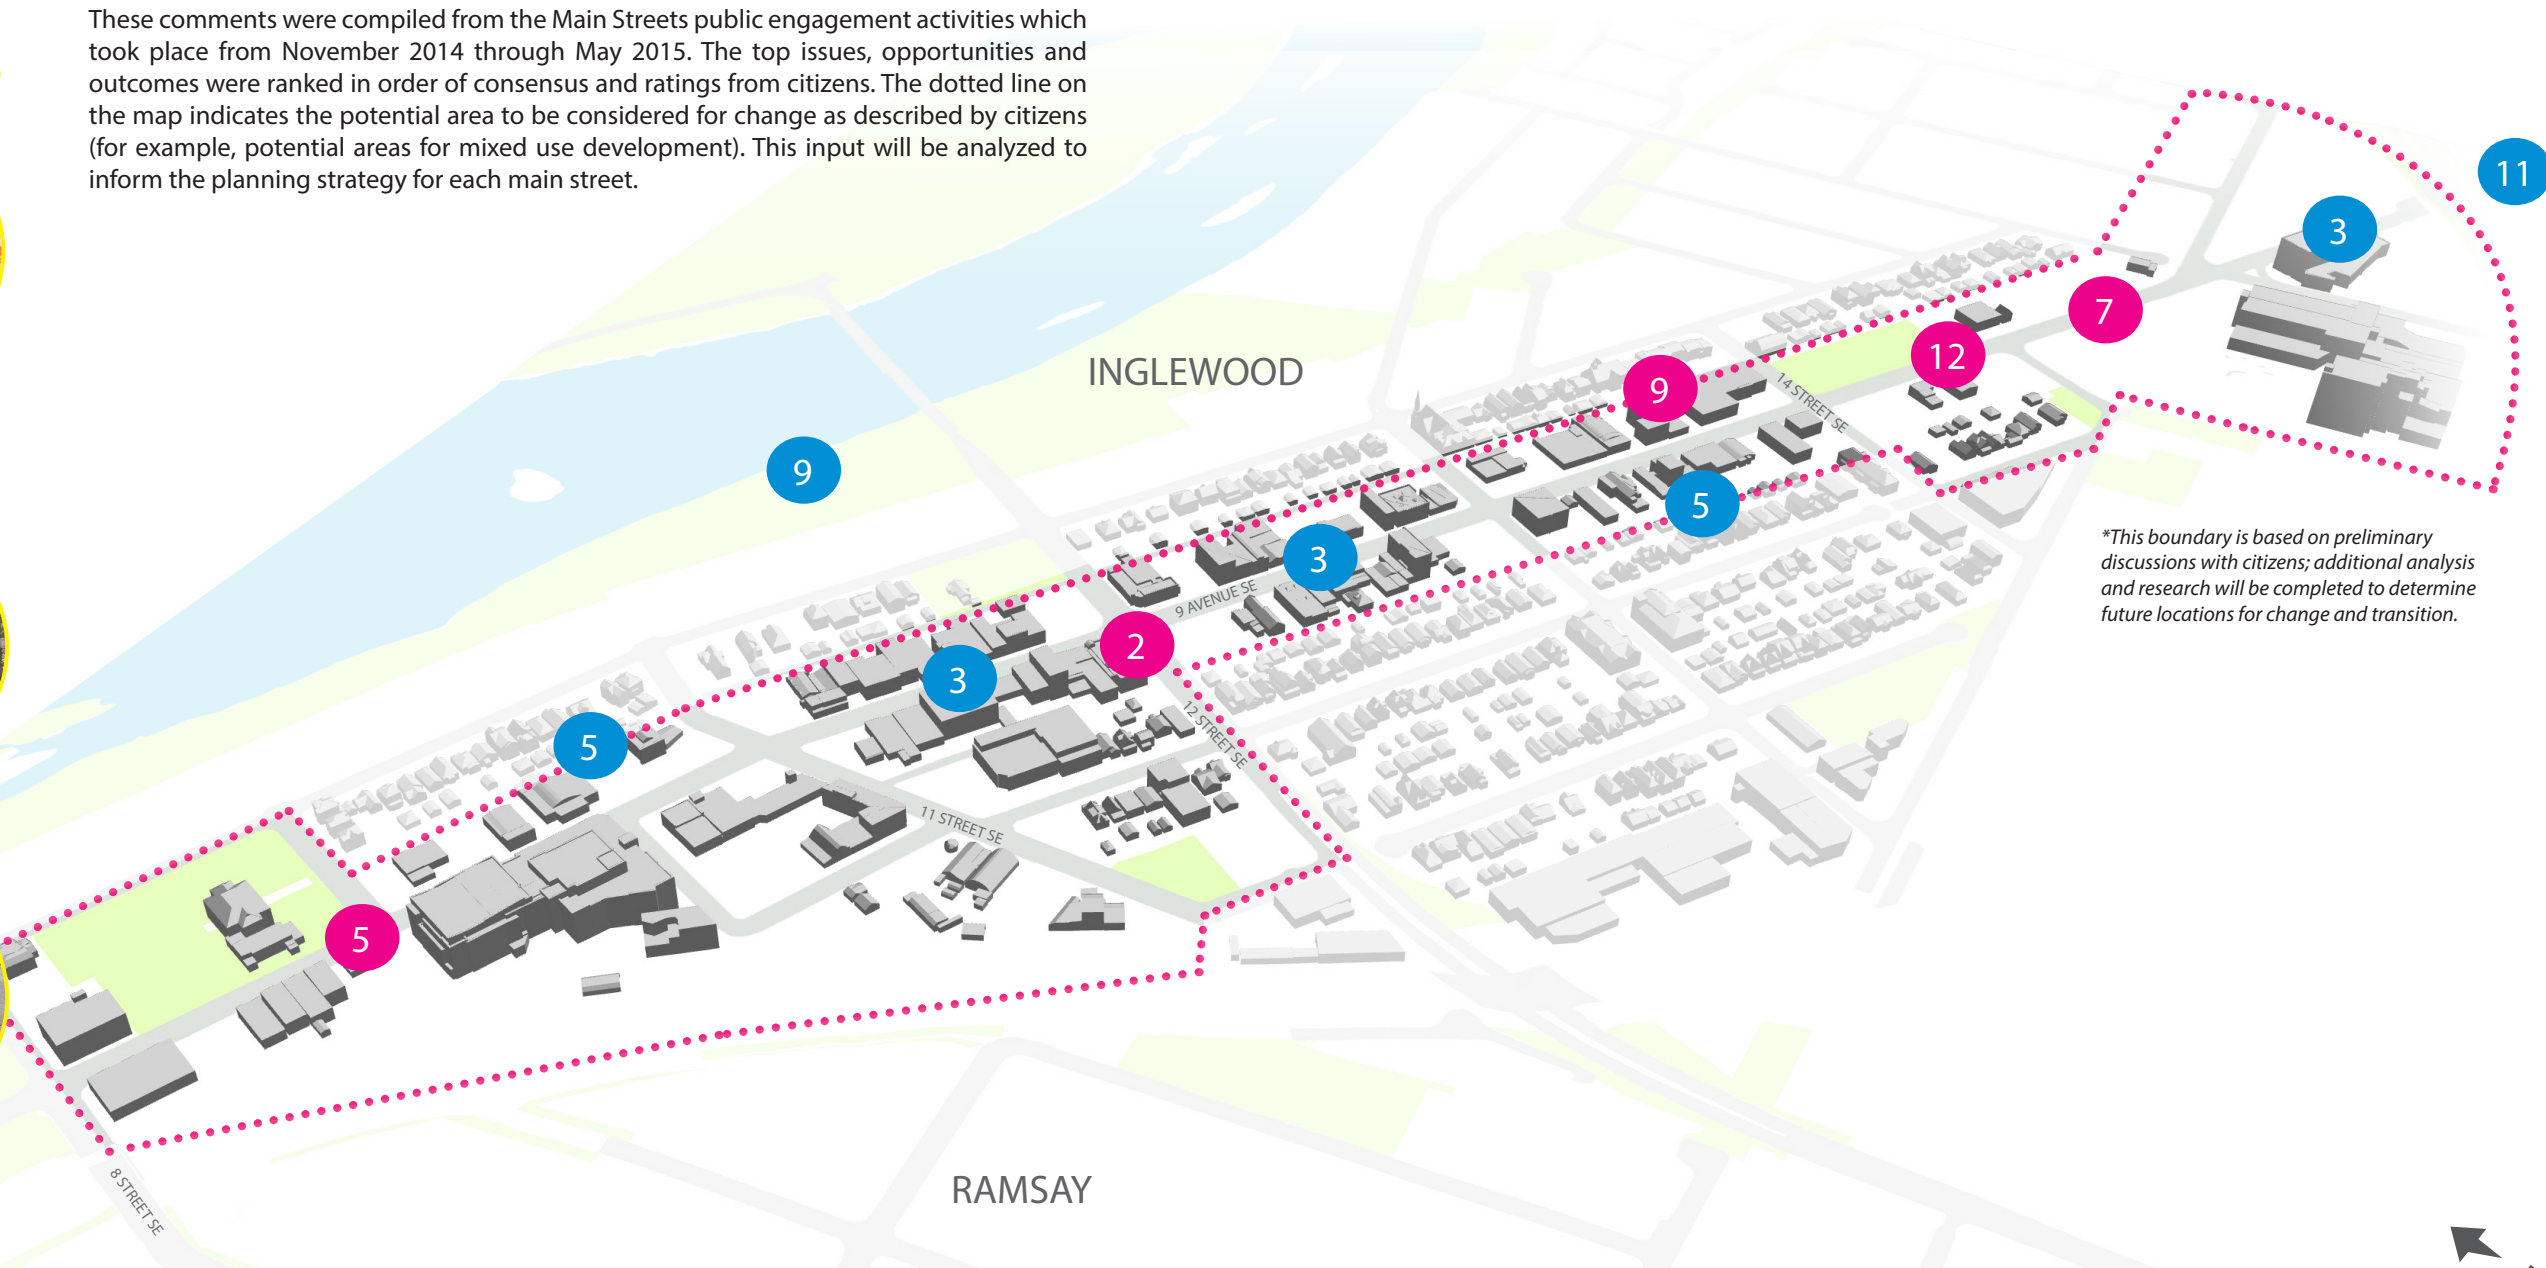 These comments were compiled from the Main Streets public engagement activities which
took place from November 2014 through May 2015. The top issues, opportunities and
outcomes were ranked in order of consensus and ratings from citizens. The dotted line on
the map indicates the potential area to be considered for change as described by citizens
(for example, potential areas for mixed use development). This input will be analyzed to
inform the planning strategy for each main street.
11
3
7
12
INGLEWOOD
9
14 STREET SE
9
5
3
*This boundary is based on preliminary
discussions with citizens; additional analysis
and research will be completed to determine
future locations for change and transition.
9 AVENUE SE
2
3
12 STREET SE
5
11 STREET SE
5
RAMSAY
8 STREET SE